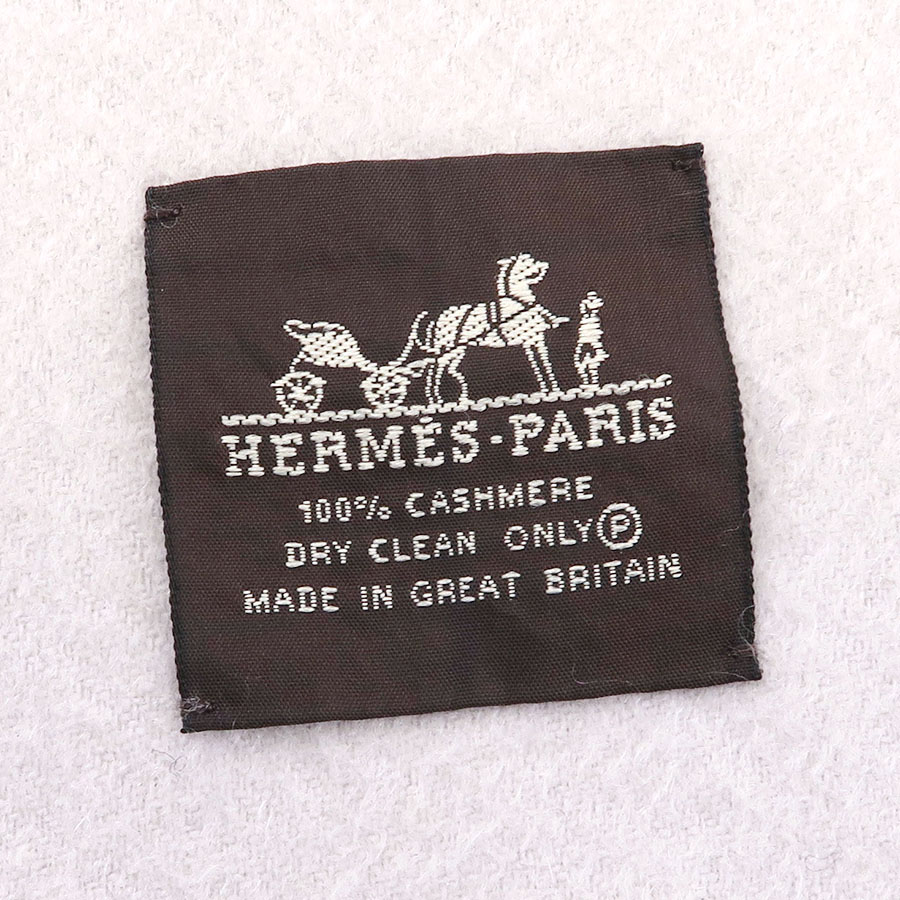 HERMÈS-PARIS
100% CASHMERE
DRY CLEAN ONLY Ⓟ
MADE IN GREAT BRITAIN